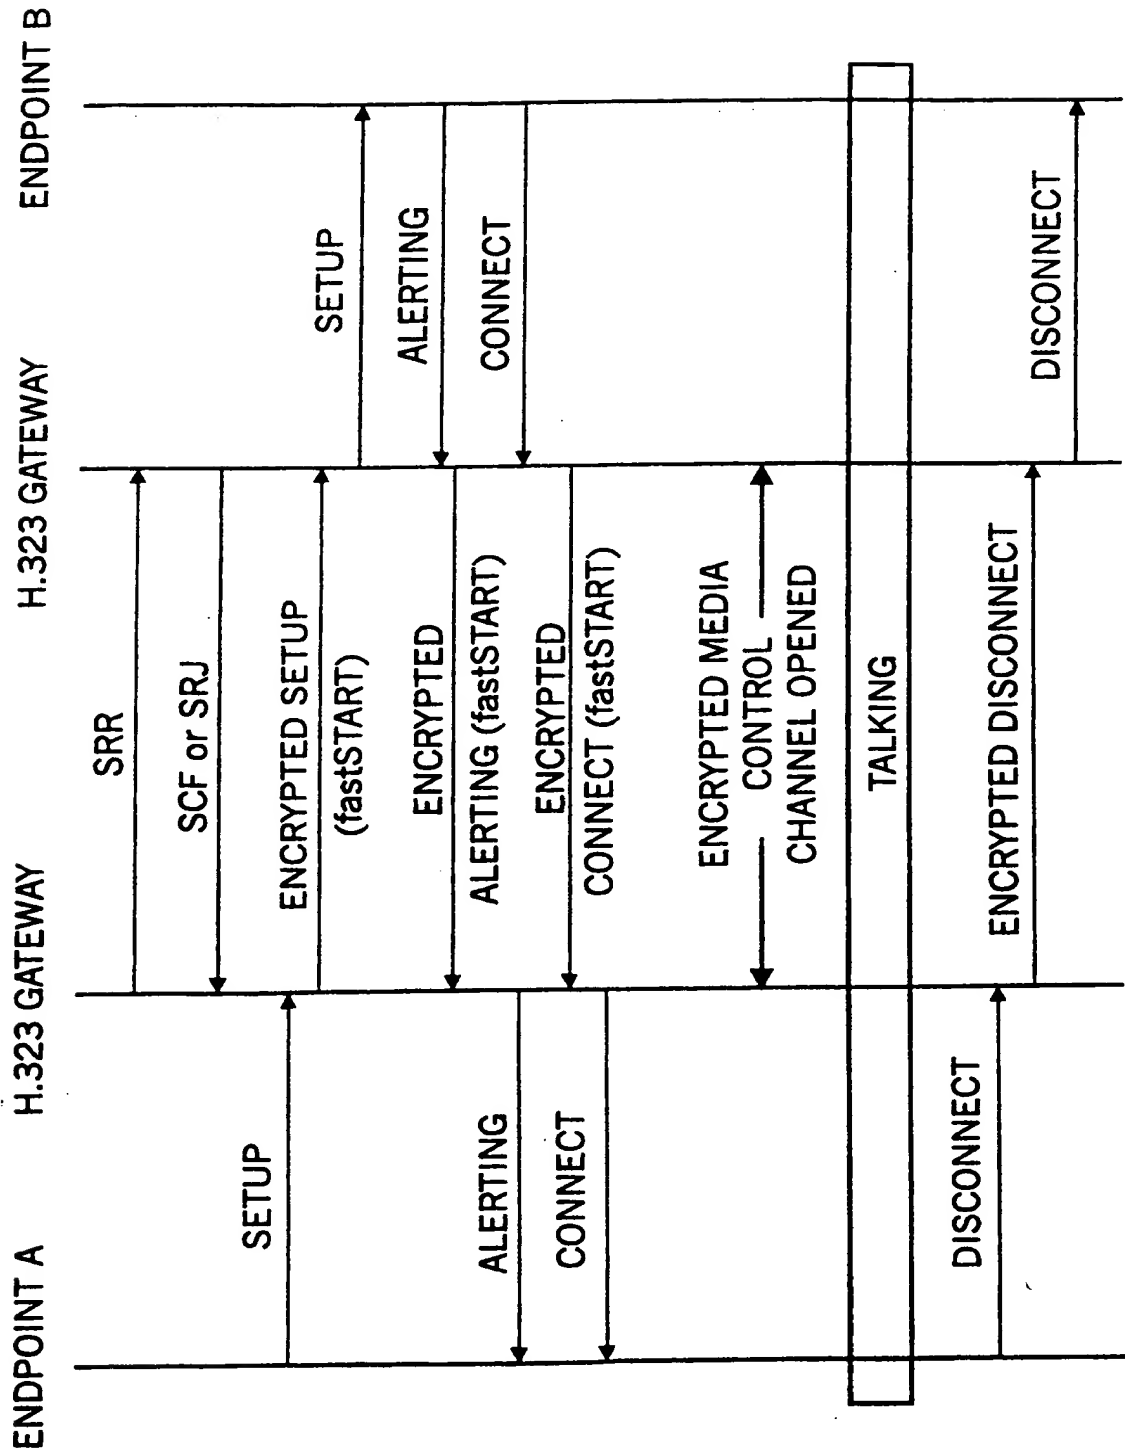 ENDPOINT A
H.323 GATEWAY
H.323 GATEWAY
ENDPOINT B
SRR
SCF or SRJ
SETUP
ENCRYPTED SETUP
(fastSTART)
SETUP
ENCRYPTED
ALERTING (fastSTART)
ALERTING
ALERTING
ENCRYPTED
CONNECT (fastSTART)
CONNECT
CONNECT
ENCRYPTED MEDIA
CONTROL
CHANNEL OPENED
TALKING
DISCONNECT
ENCRYPTED DISCONNECT
DISCONNECT